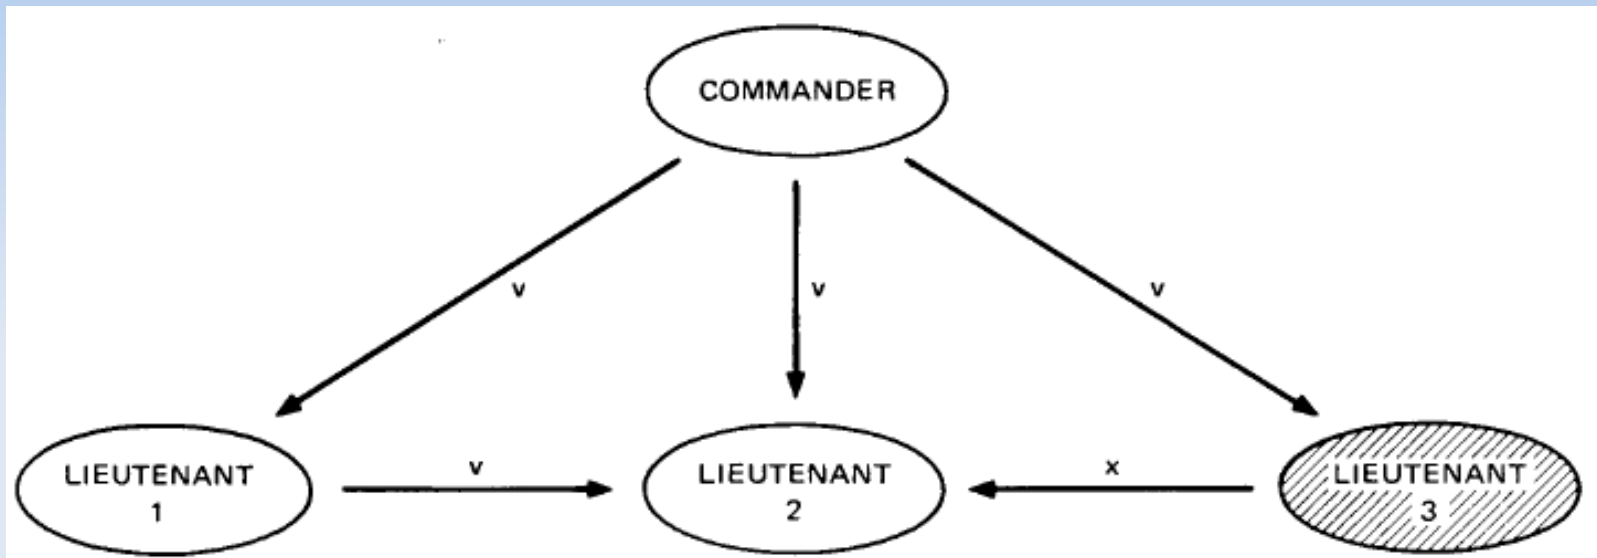 COMMANDER
v
v
v
LIEUTENANT
1
v
LIEUTENANT
2
x
LIEUTENANT
3